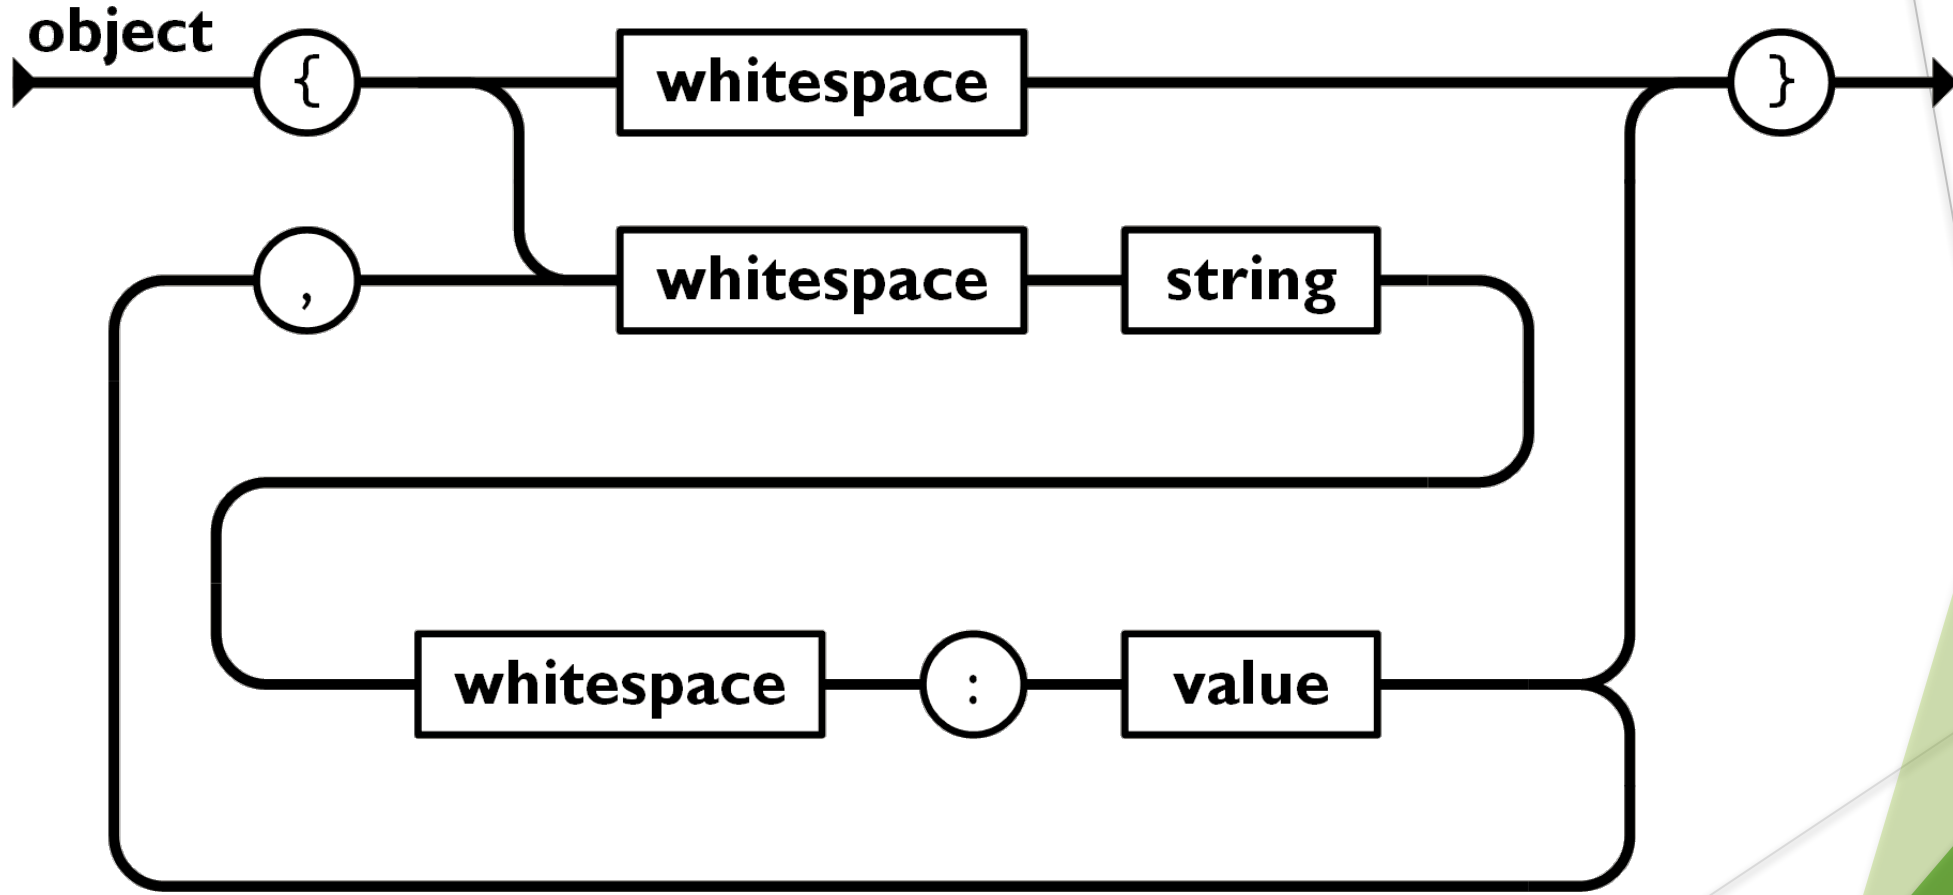 object
{ whitespace }
, whitespace string
whitespace : value